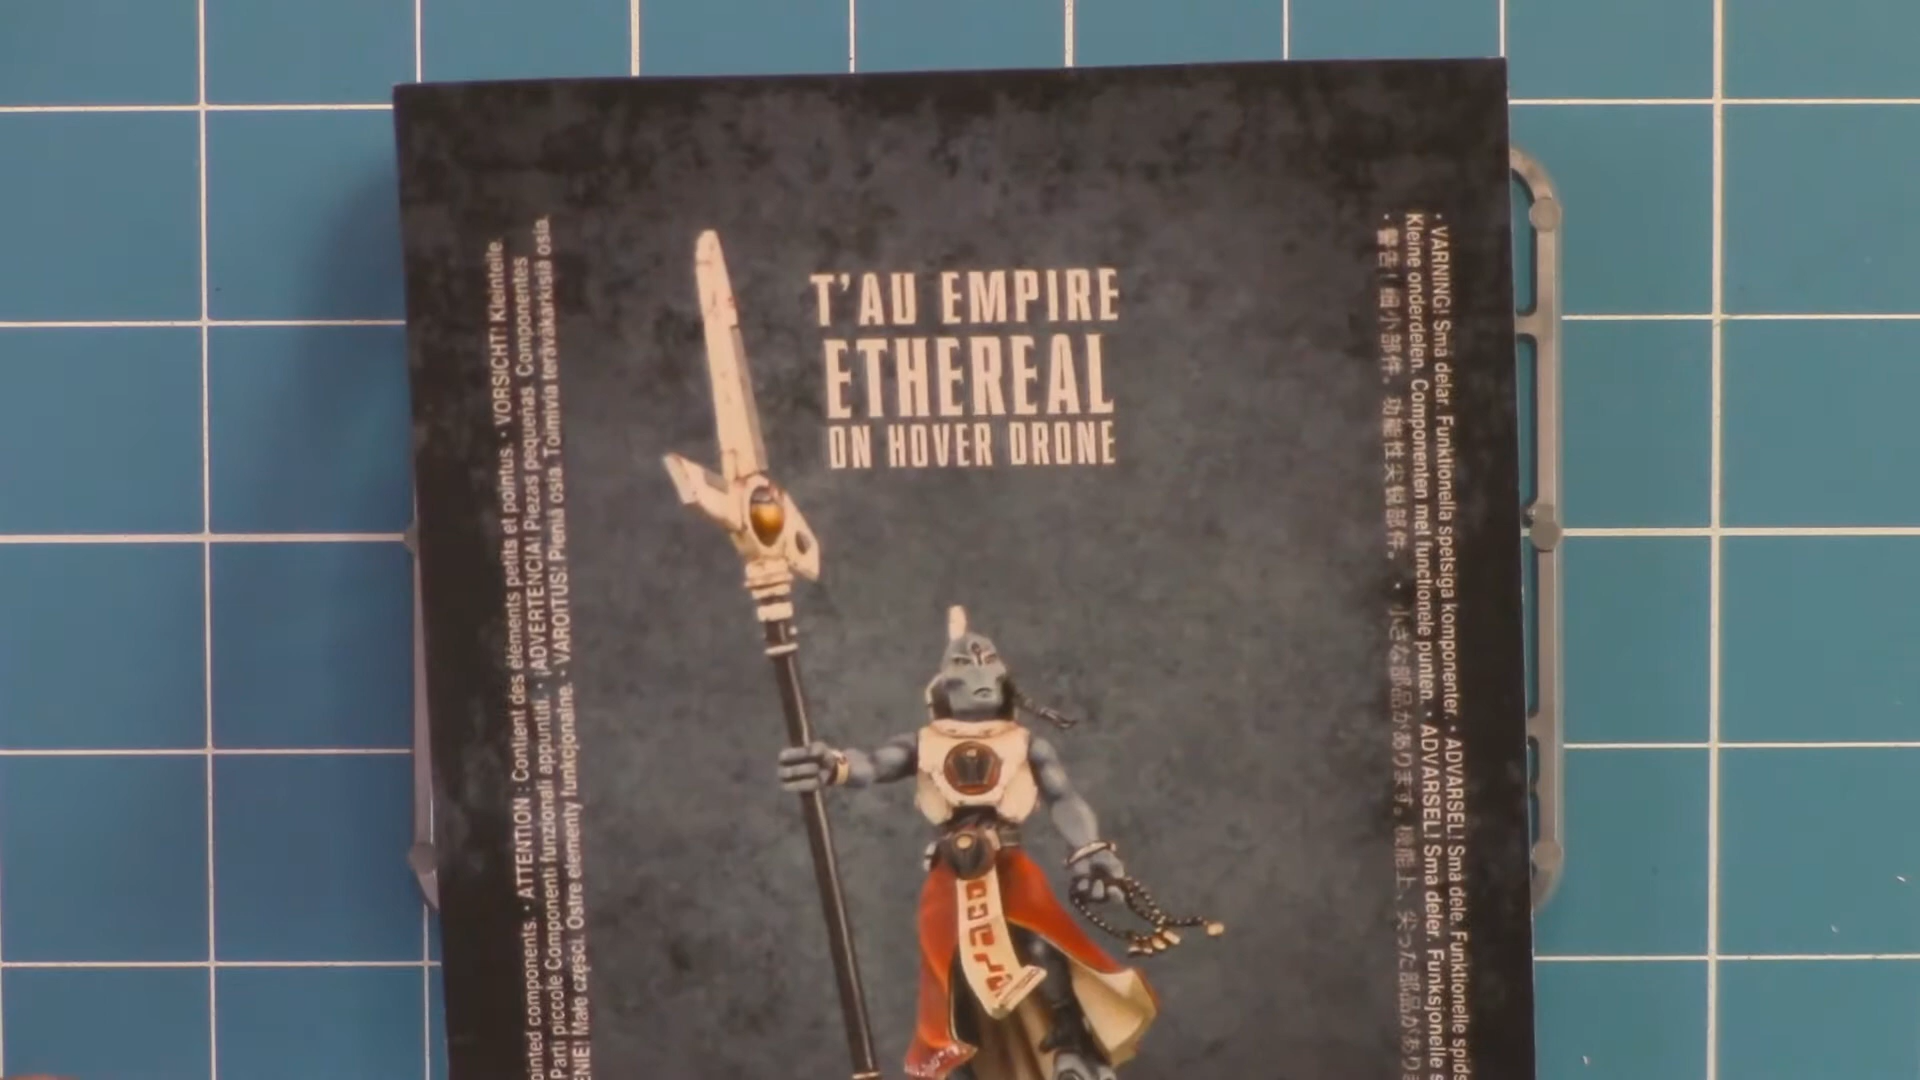 T'AU EMPIRE
ETHEREAL
ON HOVER DRONE
ointed components. • ATTENTION : Contient des éléments petits et pointus. • VORSICHT! Kleinteile.
Parti piccole Componenti funzionali appuntiti. • ¡ADVERTENCIA! Piezas pequeñas. Componentes
ENIE! Małe części. Ostre elementy funkcjonalne. • VAROITUS! Pieniä osia. Toimivia teräväkärkisiä osia.
• VARNING! Små delar. Funktionella spetsiga komponenter. • ADVARSEL! Små dele. Funktionelle spids
Kleine onderdelen. Componenten met functionele punten. • ADVARSEL! Små deler. Funksjonelle s
• 警告! 细小部件。功能性尖锐部件。 • 小さな部品があります。機能上、尖った部品があり